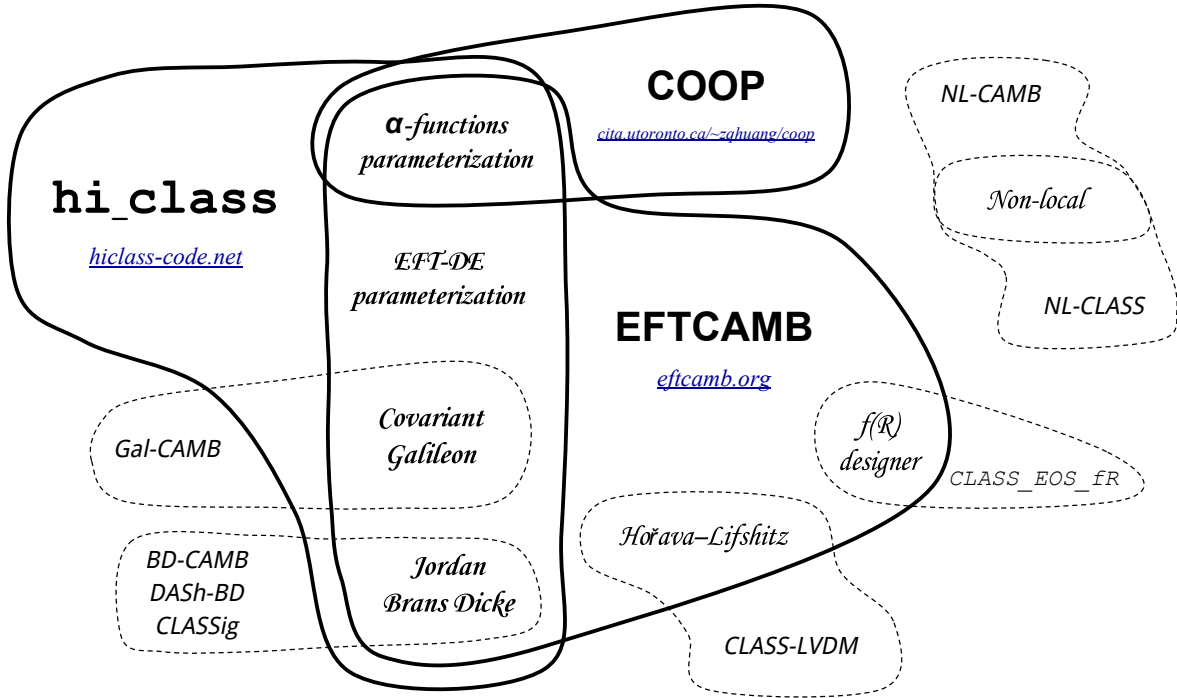 COOP
cita.utoronto.ca/~zqhuang/coop
α-functions
parameterization
hi_class
hiclass-code.net
EFT-DE
parameterization
EFTCAMB
eftcamb.org
Covariant
Galileon
Gal-CAMB
BD-CAMB
DASh-BD
CLASSig
Jordan
Brans Dicke
f(R)
designer
CLASS_EOS_fR
Hořava–Lifshitz
CLASS-LVDM
NL-CAMB
Non-local
NL-CLASS